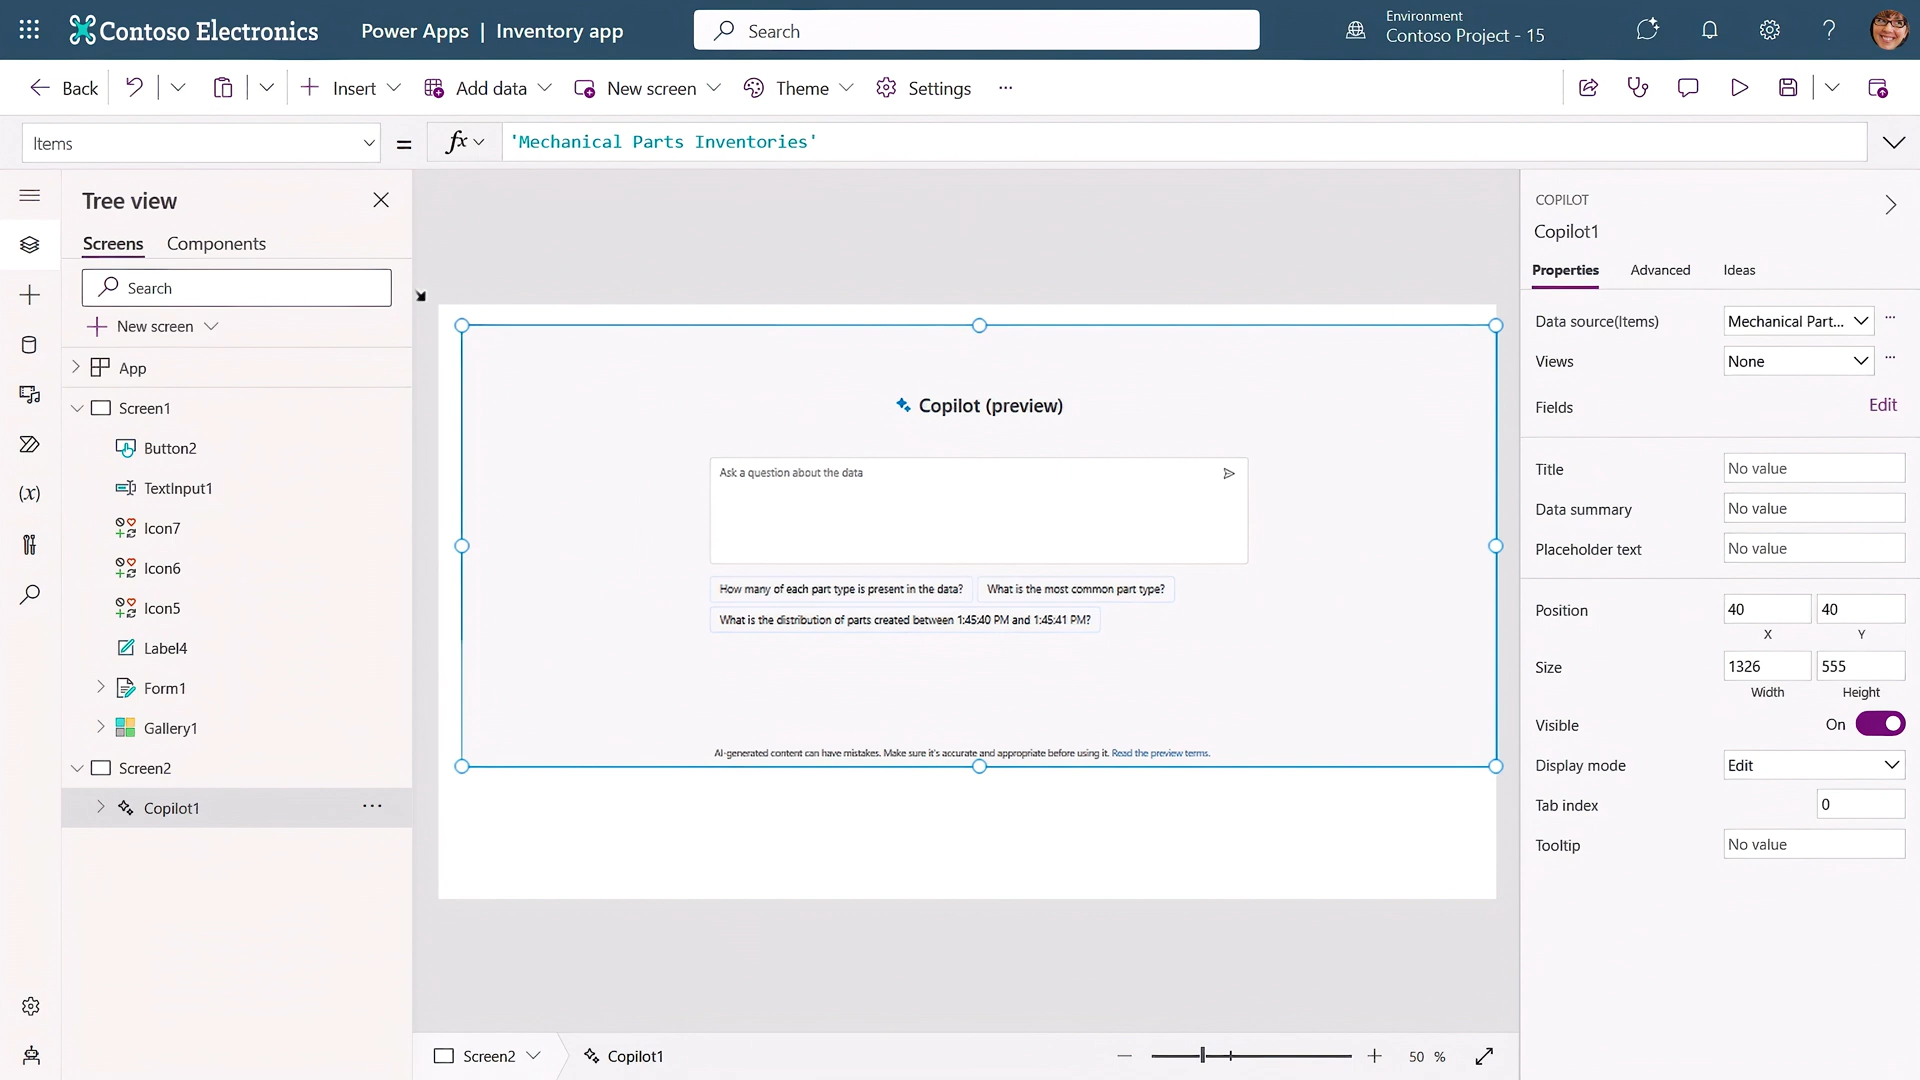 Contoso Electronics
Power Apps | Inventory app
Search
Environment
Contoso Project - 15
Back
Insert
Add data
New screen
Theme
Settings
Items
=
fx
'Mechanical Parts Inventories'
Tree view
Screens
Components
Search
New screen
App
Screen1
Button2
TextInput1
Icon7
Icon6
Icon5
Label4
Form1
Gallery1
Screen2
Copilot1
Copilot (preview)
Ask a question about the data
How many of each part type is present in the data?
What is the most common part type?
What is the distribution of parts created between 1:45:40 PM and 1:45:41 PM?
AI-generated content can have mistakes. Make sure it's accurate and appropriate before using it. Read the preview terms.
Screen2
Copilot1
50 %
COPILOT
Copilot1
Properties
Advanced
Ideas
Data source(Items)
Mechanical Part...
Views
None
Fields
Edit
Title
No value
Data summary
No value
Placeholder text
No value
Position
40
40
X
Y
Size
1326
555
Width
Height
Visible
On
Display mode
Edit
Tab index
0
Tooltip
No value